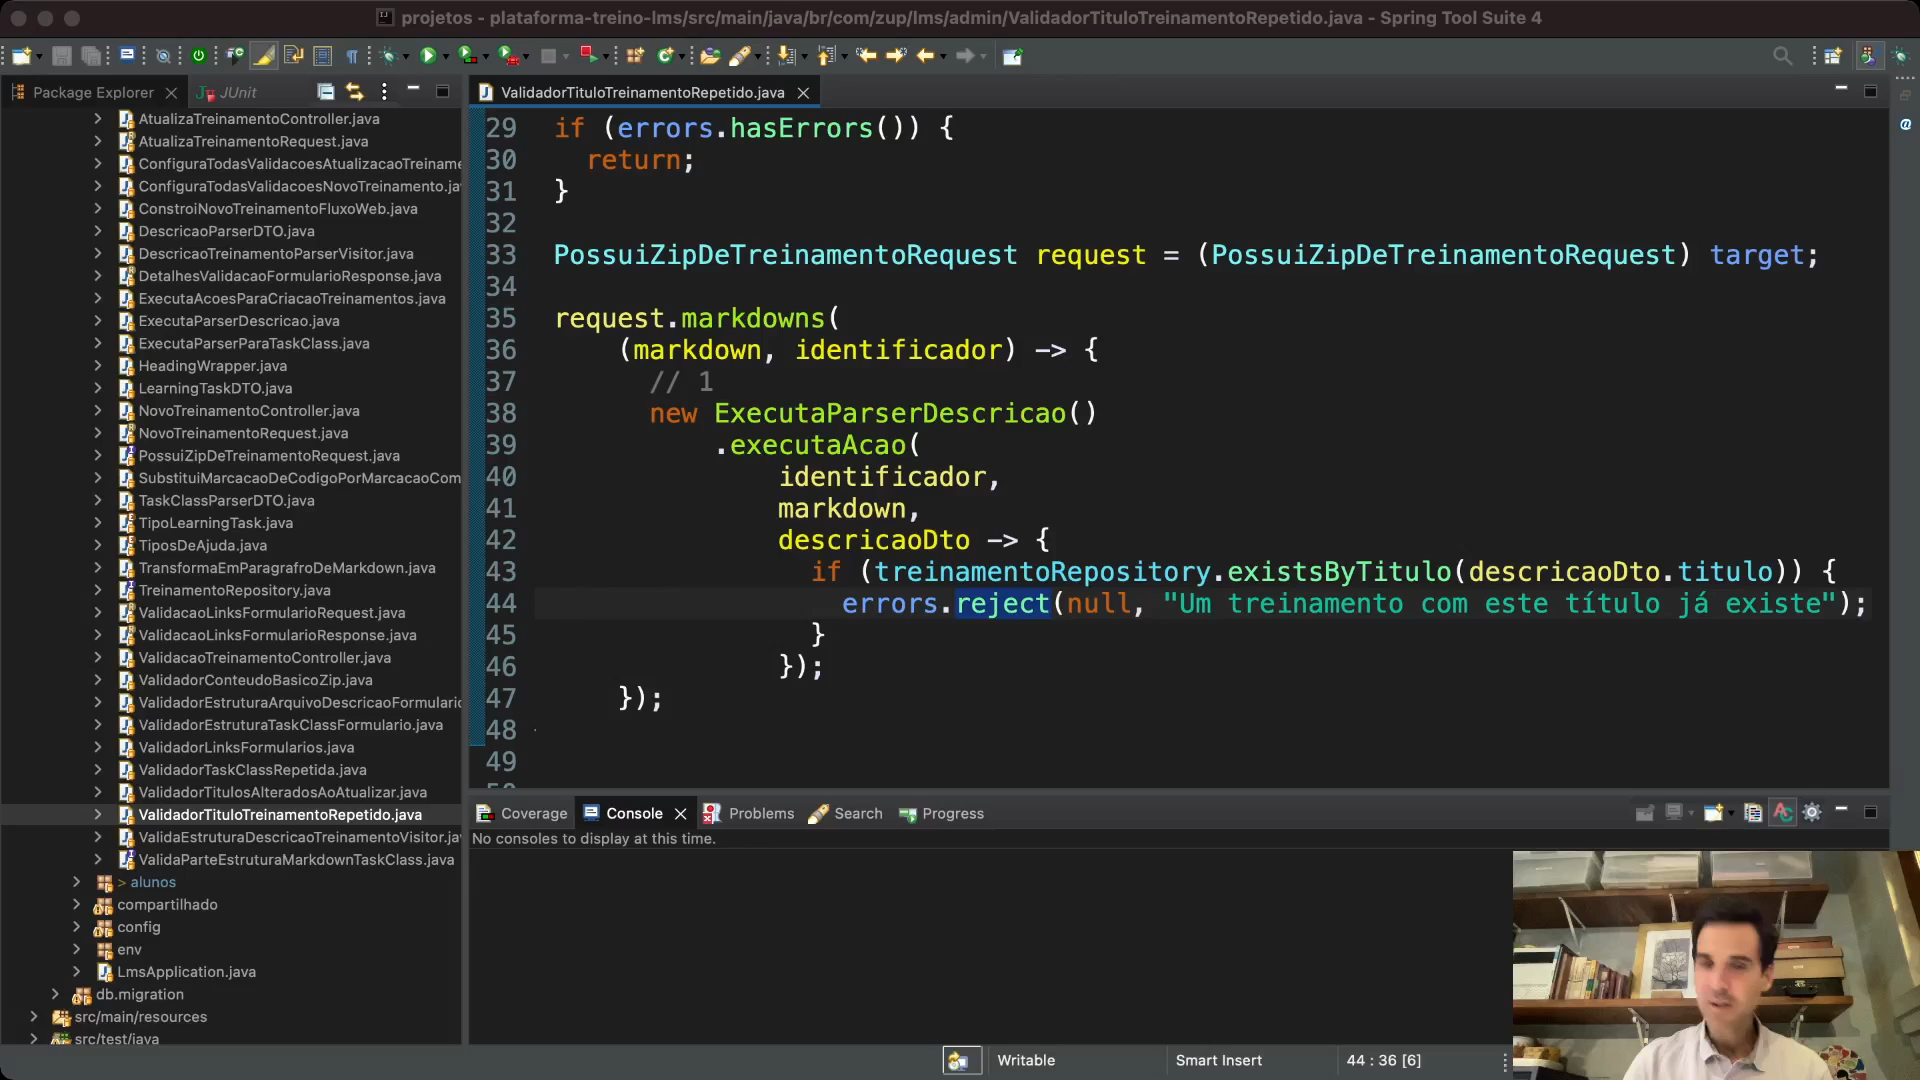 projetos - plataforma-treino-lms/src/main/java/br/com/zup/lms/admin/ValidadorTituloTreinamentoRepetido.java - Spring Tool Suite 4
Package Explorer
JUnit
AtualizaTreinamentoController.java
AtualizaTreinamentoRequest.java
ConfiguraTodasValidacoesAtualizacaoTreiname
ConfiguraTodasValidacoesNovoTreinamento.ja
ConstroiNovoTreinamentoFluxoWeb.java
DescricaoParserDTO.java
DescricaoTreinamentoParserVisitor.java
DetalhesValidacaoFormularioResponse.java
ExecutaAcoesParaCriacaoTreinamentos.java
ExecutaParserDescricao.java
ExecutaParserParaTaskClass.java
HeadingWrapper.java
LearningTaskDTO.java
NovoTreinamentoController.java
NovoTreinamentoRequest.java
PossuiZipDeTreinamentoRequest.java
SubstituiMarcacaoDeCodigoPorMarcacaoCom
TaskClassParserDTO.java
TipoLearningTask.java
TiposDeAjuda.java
TransformaEmParagrafroDeMarkdown.java
TreinamentoRepository.java
ValidacaoLinksFormularioRequest.java
ValidacaoLinksFormularioResponse.java
ValidacaoTreinamentoController.java
ValidadorConteudoBasicoZip.java
ValidadorEstruturaArquivoDescricaoFormulario
ValidadorEstruturaTaskClassFormulario.java
ValidadorLinksFormularios.java
ValidadorTaskClassRepetida.java
ValidadorTitulosAlteradosAoAtualizar.java
ValidadorTituloTreinamentoRepetido.java
ValidaEstruturaDescricaoTreinamentoVisitor.jav
ValidaParteEstruturaMarkdownTaskClass.java
> alunos
compartilhado
config
env
LmsApplication.java
db.migration
src/main/resources
src/test/java
ValidadorTituloTreinamentoRepetido.java
29 if (errors.hasErrors()) {
30 return;
31 }
32
33 PossuiZipDeTreinamentoRequest request = (PossuiZipDeTreinamentoRequest) target;
34
35 request.markdowns(
36 (markdown, identificador) -> {
37 // 1
38 new ExecutaParserDescricao()
39 .executaAcao(
40 identificador,
41 markdown,
42 descricaoDto -> {
43 if (treinamentoRepository.existsByTitulo(descricaoDto.titulo)) {
44 errors.reject(null, "Um treinamento com este título já existe");
45 }
46 });
47 });
48
49
Coverage
Console
Problems
Search
Progress
No consoles to display at this time.
Writable
Smart Insert
44 : 36 [6]